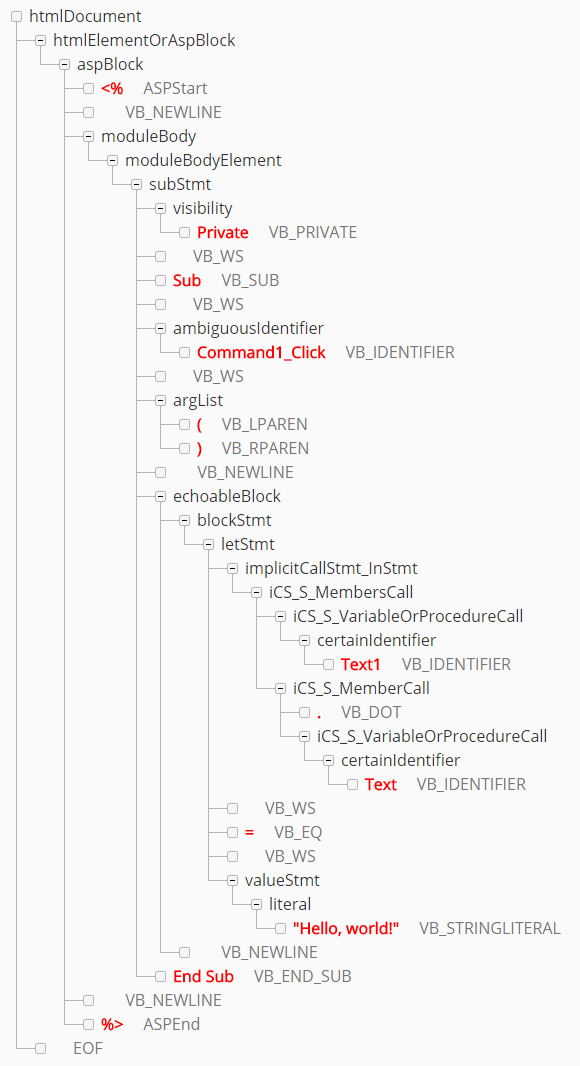 htmlDocument
htmlElementOrAspBlock
aspBlock
<% ASPStart
VB_NEWLINE
moduleBody
moduleBodyElement
subStmt
visibility
Private VB_PRIVATE
VB_WS
Sub VB_SUB
VB_WS
ambiguousIdentifier
Command1_Click VB_IDENTIFIER
VB_WS
argList
( VB_LPAREN
) VB_RPAREN
VB_NEWLINE
echoableBlock
blockStmt
letStmt
implicitCallStmt_InStmt
iCS_S_MembersCall
iCS_S_VariableOrProcedureCall
certainIdentifier
Text1 VB_IDENTIFIER
iCS_S_MemberCall
. VB_DOT
iCS_S_VariableOrProcedureCall
certainIdentifier
Text VB_IDENTIFIER
VB_WS
= VB_EQ
VB_WS
valueStmt
literal
"Hello, world!" VB_STRINGLITERAL
VB_NEWLINE
End Sub VB_END_SUB
VB_NEWLINE
%> ASPEnd
EOF